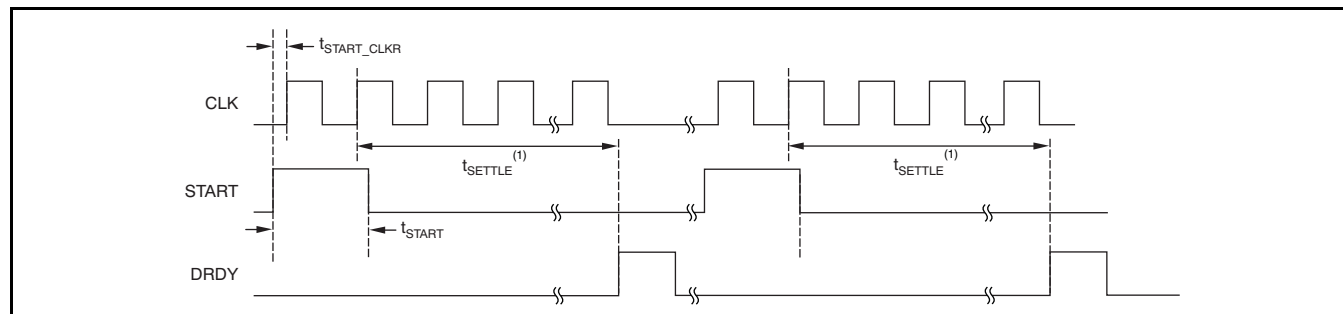 tSTART_CLKR
CLK
tSETTLE(1) tSETTLE(1)
START
tSTART
DRDY